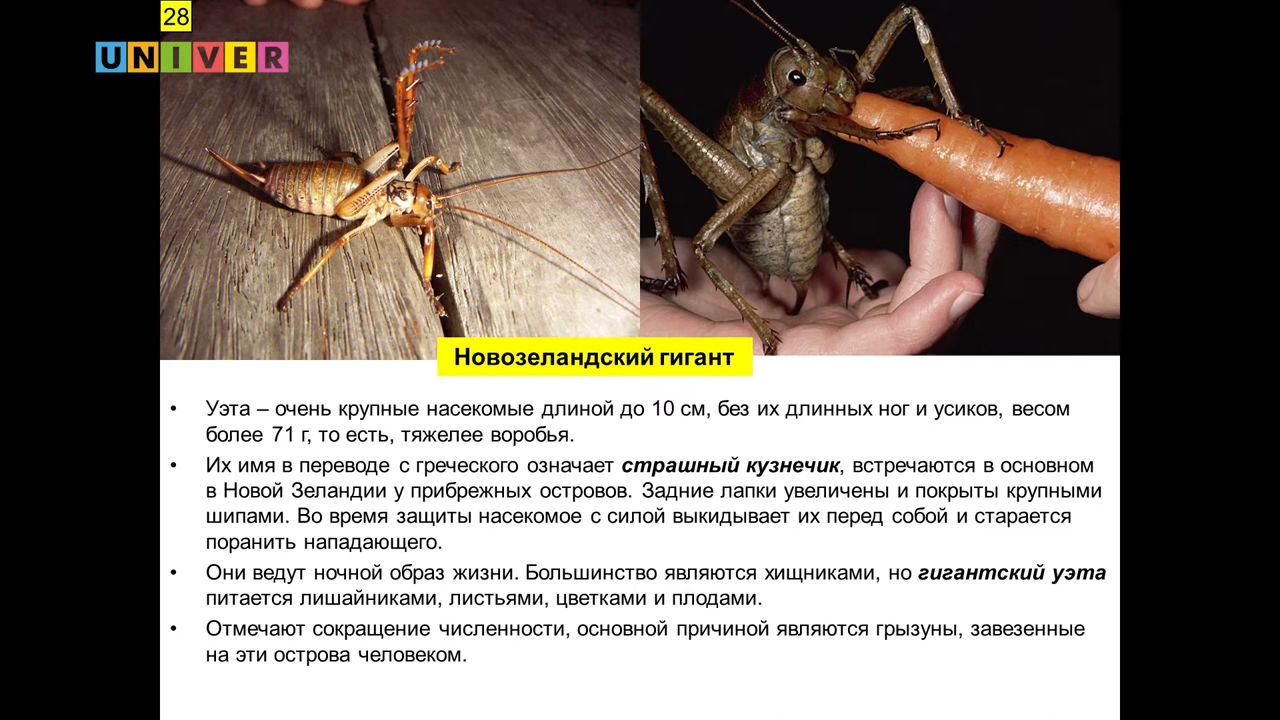 28
UNIVER
Новозеландский гигант
• Уэта – очень крупные насекомые длиной до 10 см, без их длинных ног и усиков, весом
более 71 г, то есть, тяжелее воробья.
• Их имя в переводе с греческого означает страшный кузнечик, встречаются в основном
в Новой Зеландии у прибрежных островов. Задние лапки увеличены и покрыты крупными
шипами. Во время защиты насекомое с силой выкидывает их перед собой и старается
поранить нападающего.
• Они ведут ночной образ жизни. Большинство являются хищниками, но гигантский уэта
питается лишайниками, листьями, цветками и плодами.
• Отмечают сокращение численности, основной причиной являются грызуны, завезенные
на эти острова человеком.